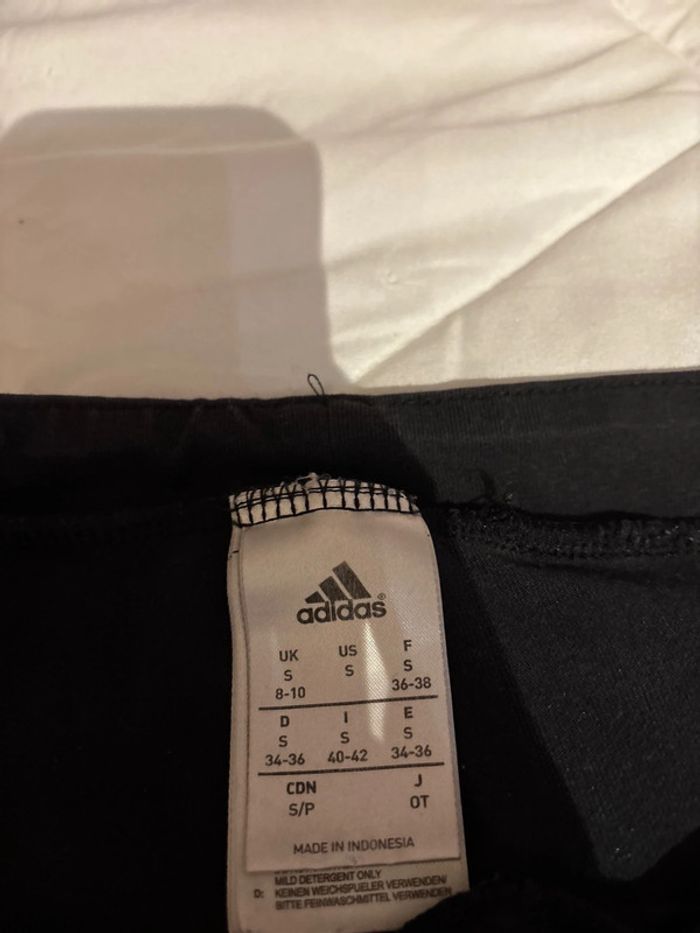 adidas®
UK US F
S S S
8-10 36-38
D I E
S S S
34-36 40-42 34-36
CDN J
S/P OT
MADE IN INDONESIA
MILD DETERGENT ONLY
D: KEINEN WEICHSPUELER VERWENDEN/
BITTE FEINWASCHMITTEL VERWENDEN